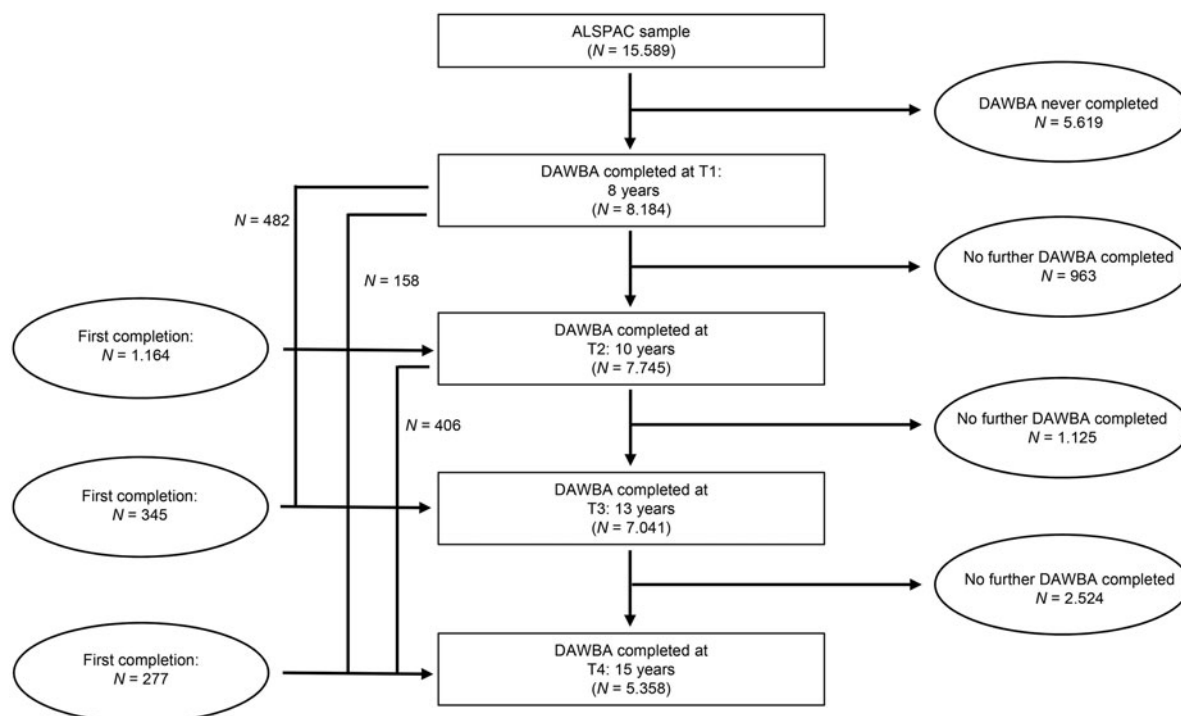 ALSPAC sample
(N = 15.589)
DAWBA never completed
N = 5.619
DAWBA completed at T1:
8 years
(N = 8.184)
N = 482
No further DAWBA completed
N = 963
N = 158
First completion:
N = 1.164
DAWBA completed at
T2: 10 years
(N = 7.745)
No further DAWBA completed
N = 1.125
N = 406
First completion:
N = 345
DAWBA completed at
T3: 13 years
(N = 7.041)
No further DAWBA completed
N = 2.524
First completion:
N = 277
DAWBA completed at
T4: 15 years
(N = 5.358)